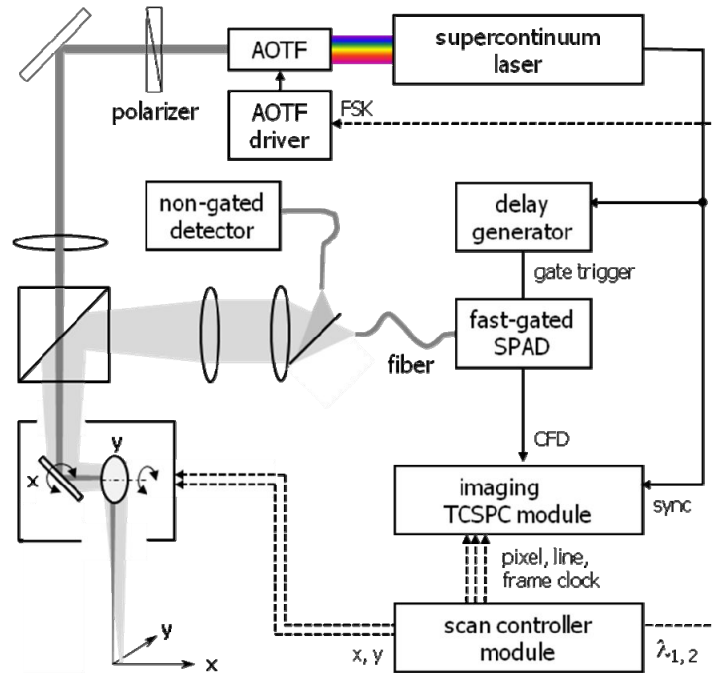 AOTF
supercontinuum
laser
polarizer
AOTF
driver
FSK
non-gated
detector
delay
generator
gate trigger
fast-gated
SPAD
fiber
CFD
y
x
imaging
TCSPC module
sync
pixel, line,
frame clock
y
x
x, y
scan controller
module
λ1, 2